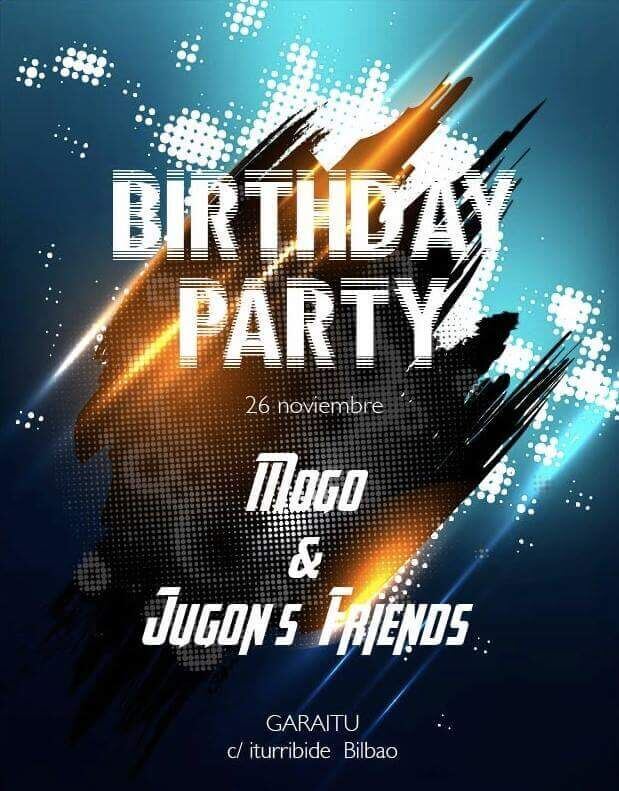 BIRTHDAY
PARTY
26 noviembre
Mogo
&
Jugon's Friends
GARAITU
c/ iturribide Bilbao